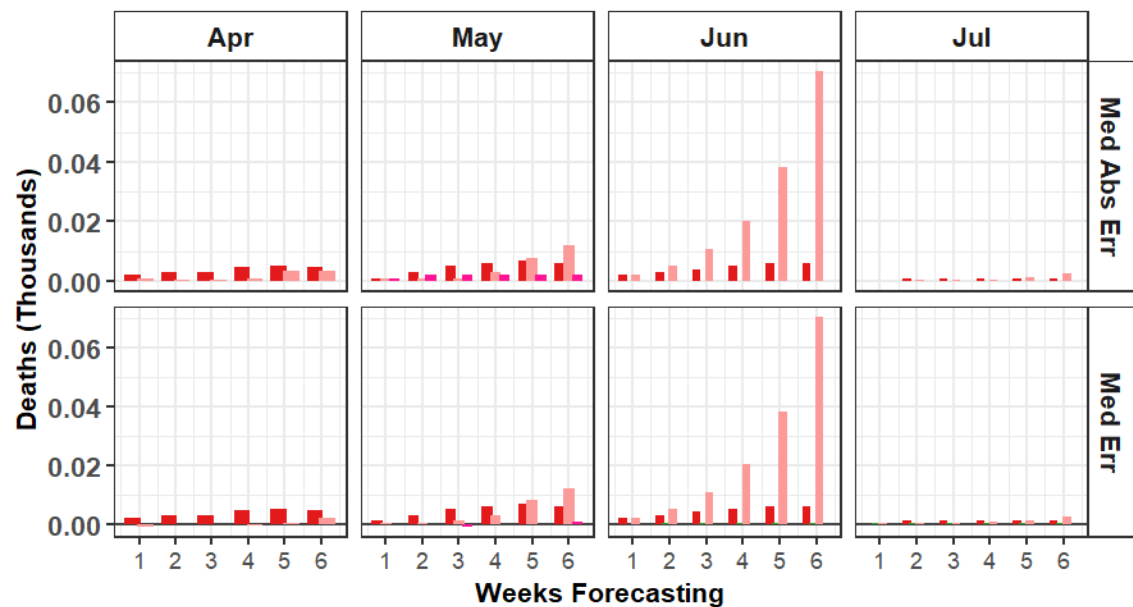 Apr May Jun Jul
Deaths (Thousands)
0.06
0.04
0.02
0.00
Med Abs Err
0.06
0.04
0.02
0.00
Med Err
1 2 3 4 5 6 1 2 3 4 5 6 1 2 3 4 5 6 1 2 3 4 5 6
Weeks Forecasting